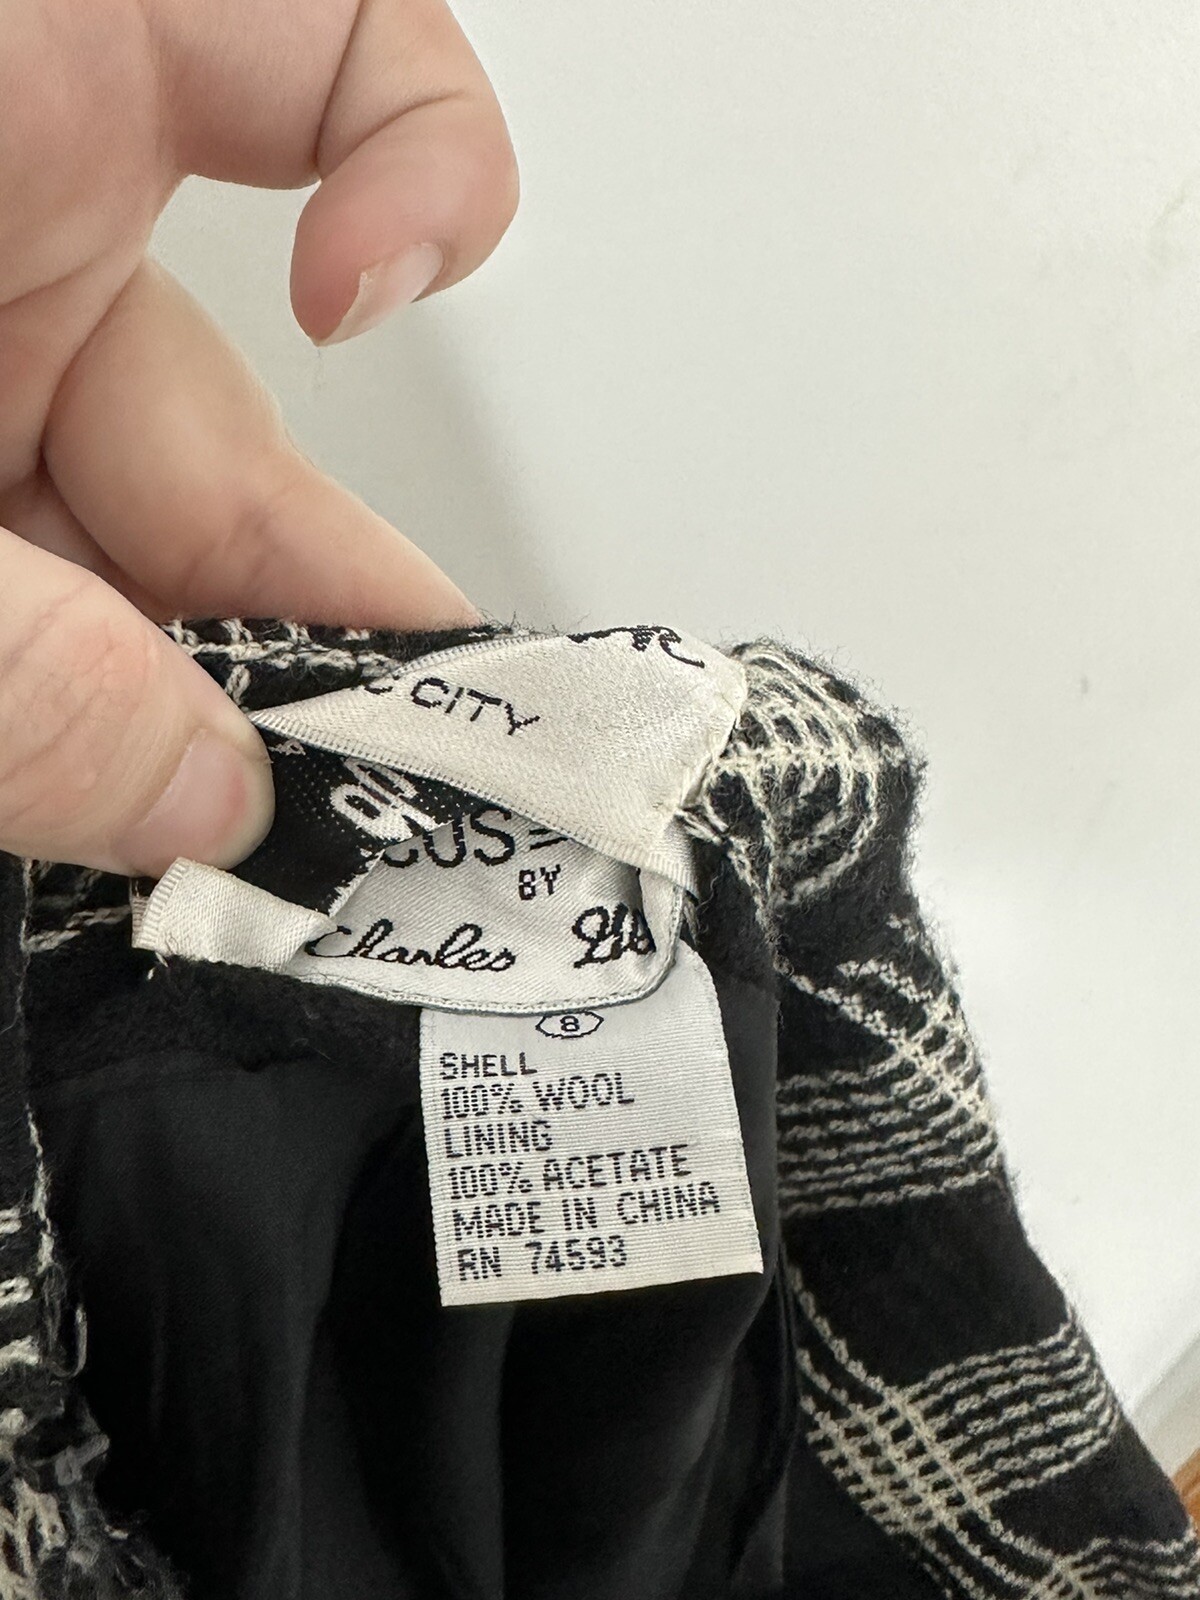 CITY
CUS
BY
Charles
8
SHELL
100% WOOL
LINING
100% ACETATE
MADE IN CHINA
RN 74593